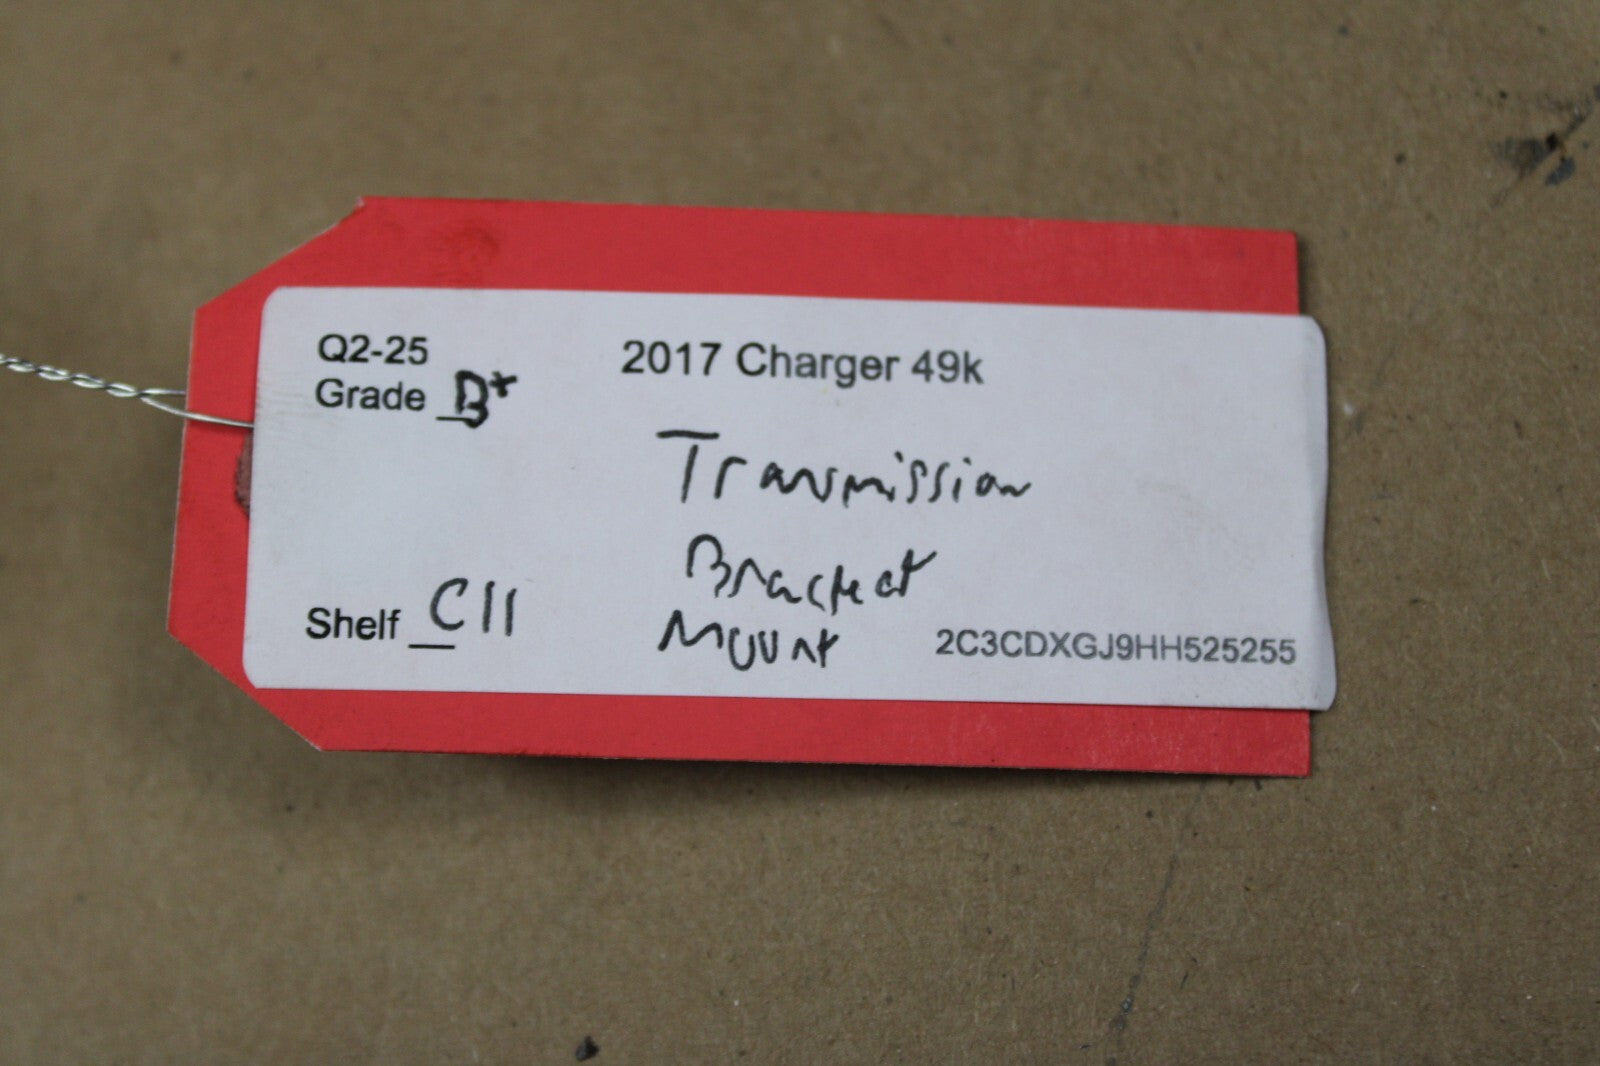 Q2-25
2017 Charger 49k
Grade B+
Transmission
Bracket
Mount
Shelf C11
2C3CDXGJ9HH525255